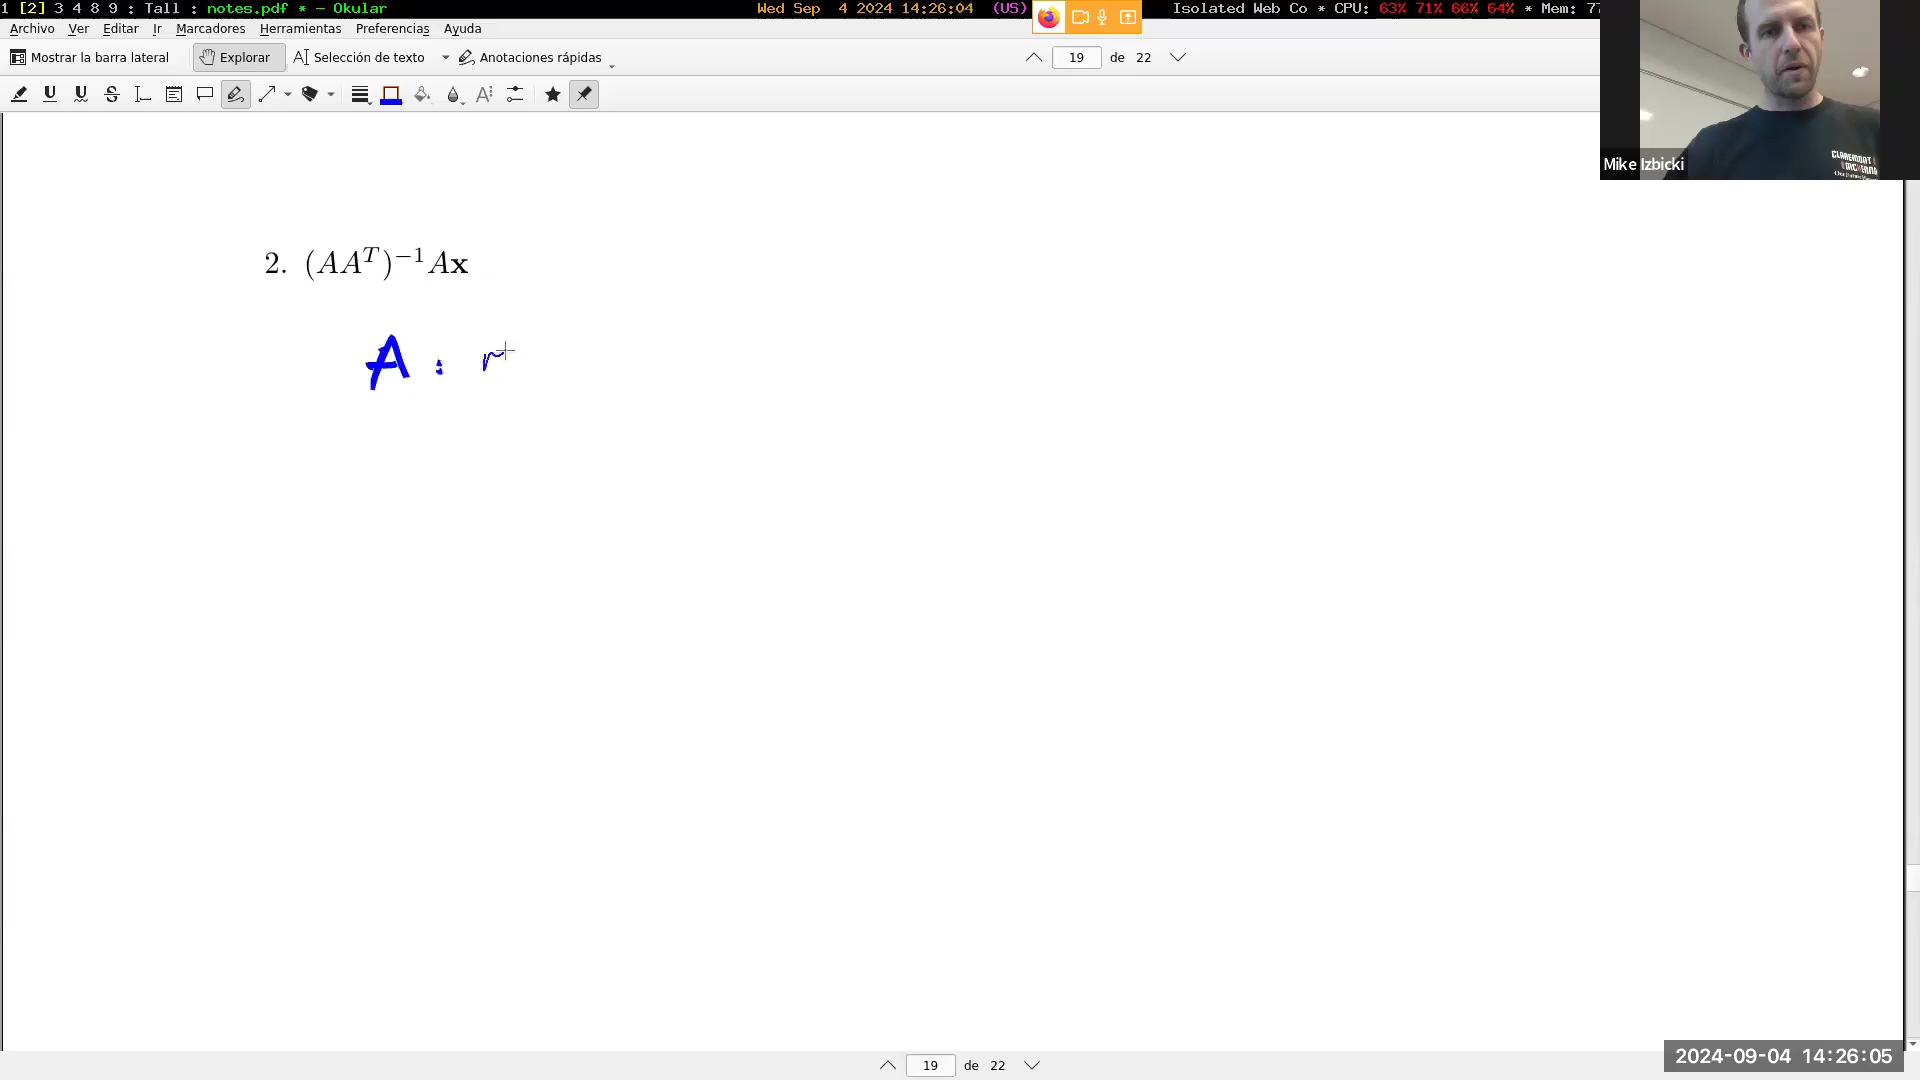 1 [2] 3 4 8 9 : Tall : notes.pdf * - Okular Wed Sep 4 2024 14:26:04 (US) Isolated Web Co * CPU: 63% 71% 66% 64% * Mem: 77
Archivo Ver Editar Ir Marcadores Herramientas Preferencias Ayuda
Mostrar la barra lateral Explorar Selección de texto Anotaciones rápidas 19 de 22
Mike Izbicki
2. (AAᵀ)⁻¹Ax
A :
19 de 22
2024-09-04 14:26:05